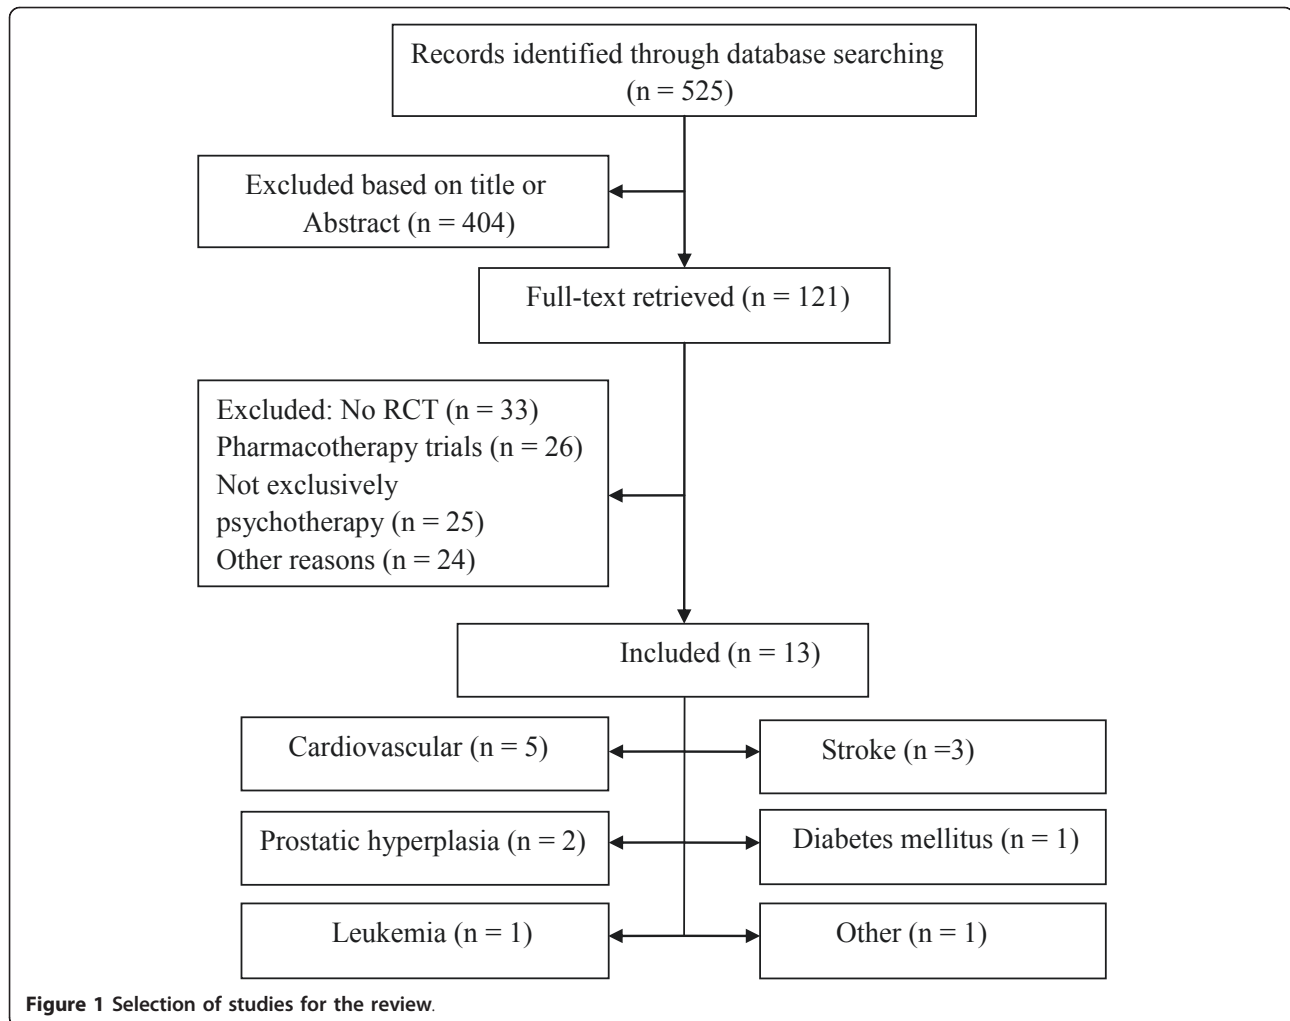 Records identified through database searching
(n = 525)
Excluded based on title or
Abstract (n = 404)
Full-text retrieved (n = 121)
Excluded: No RCT (n = 33)
Pharmacotherapy trials (n = 26)
Not exclusively
psychotherapy (n = 25)
Other reasons (n = 24)
Included (n = 13)
Cardiovascular (n = 5)
Stroke (n =3)
Prostatic hyperplasia (n = 2)
Diabetes mellitus (n = 1)
Leukemia (n = 1)
Other (n = 1)
Figure 1 Selection of studies for the review.